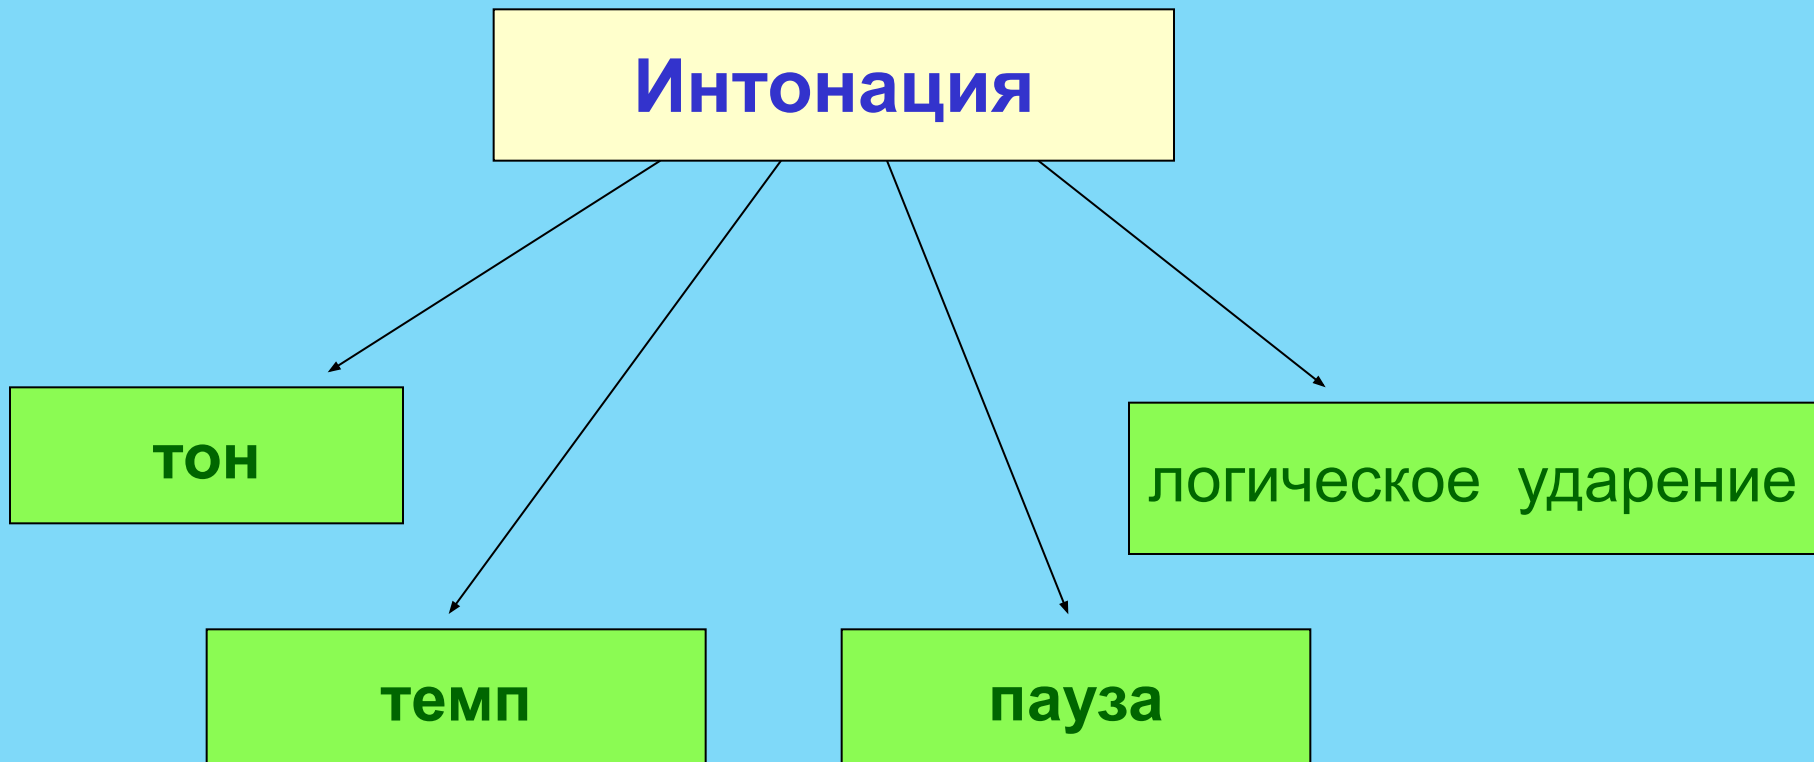 Интонация
тон
логическое ударение
темп
пауза